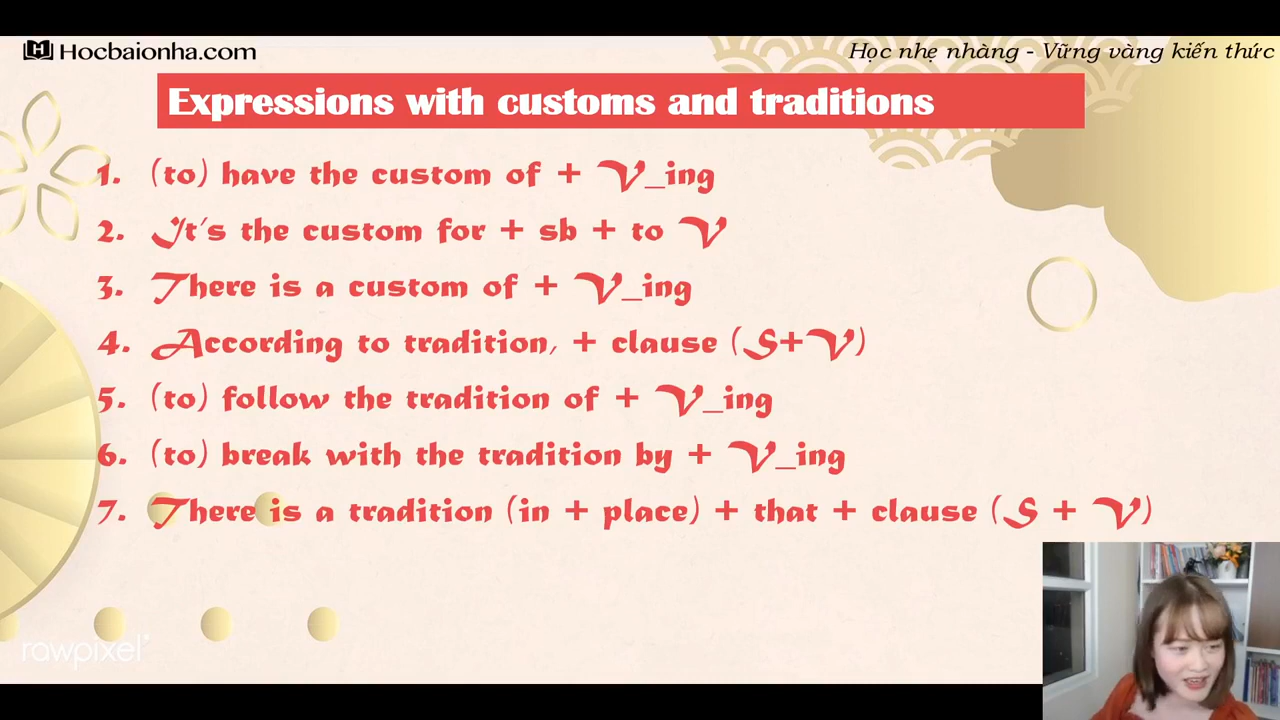 Hocbaionha.com
Học nhẹ nhàng - Vững vàng kiến thức
Expressions with customs and traditions
1. (to) have the custom of + V_ing
2. It's the custom for + sb + to V
3. There is a custom of + V_ing
4. According to tradition, + clause (S+V)
5. (to) follow the tradition of + V_ing
6. (to) break with the tradition by + V_ing
7. There is a tradition (in + place) + that + clause (S + V)
rawpixel